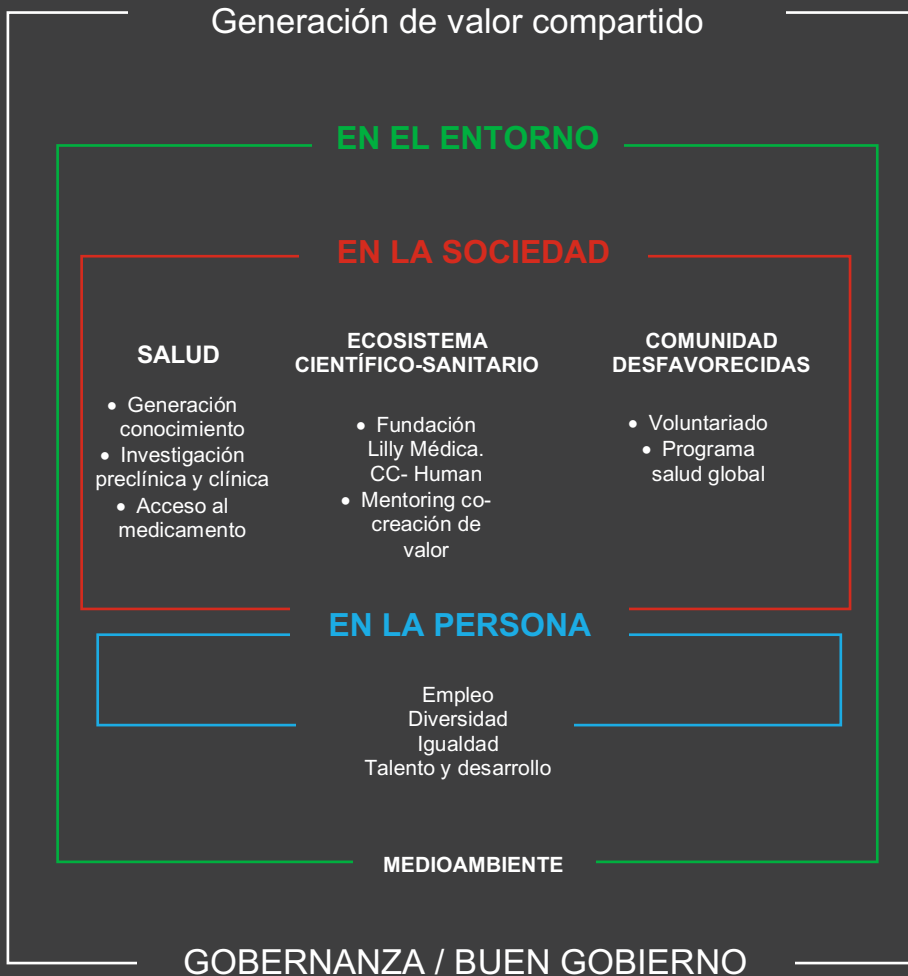 Generación de valor compartido
EN EL ENTORNO
EN LA SOCIEDAD
SALUD
• Generación
conocimiento
• Investigación
preclínica y clínica
• Acceso al
medicamento
ECOSISTEMA
CIENTÍFICO-SANITARIO
• Fundación
Lilly Médica.
CC- Human
• Mentoring co-
creación de
valor
COMUNIDAD
DESFAVORECIDAS
• Voluntariado
• Programa
salud global
EN LA PERSONA
Empleo
Diversidad
Igualdad
Talento y desarrollo
MEDIOAMBIENTE
GOBERNANZA / BUEN GOBIERNO